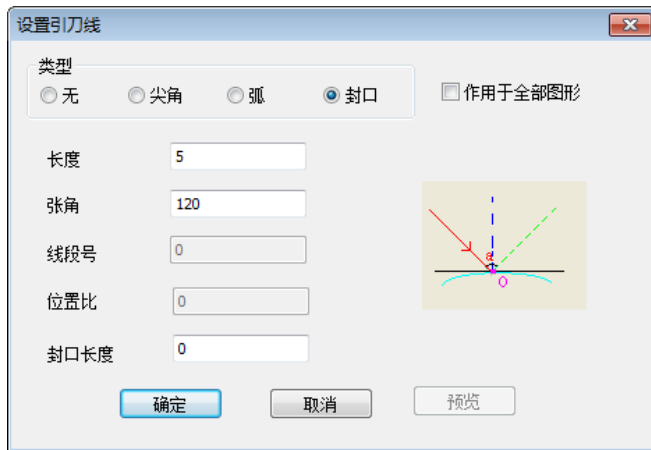 设置引刀线
类型
无 尖角 弧 封口
作用于全部图形
长度 5
张角 120
线段号 0
位置比 0
封口长度 0
a
O
确定 取消 预览